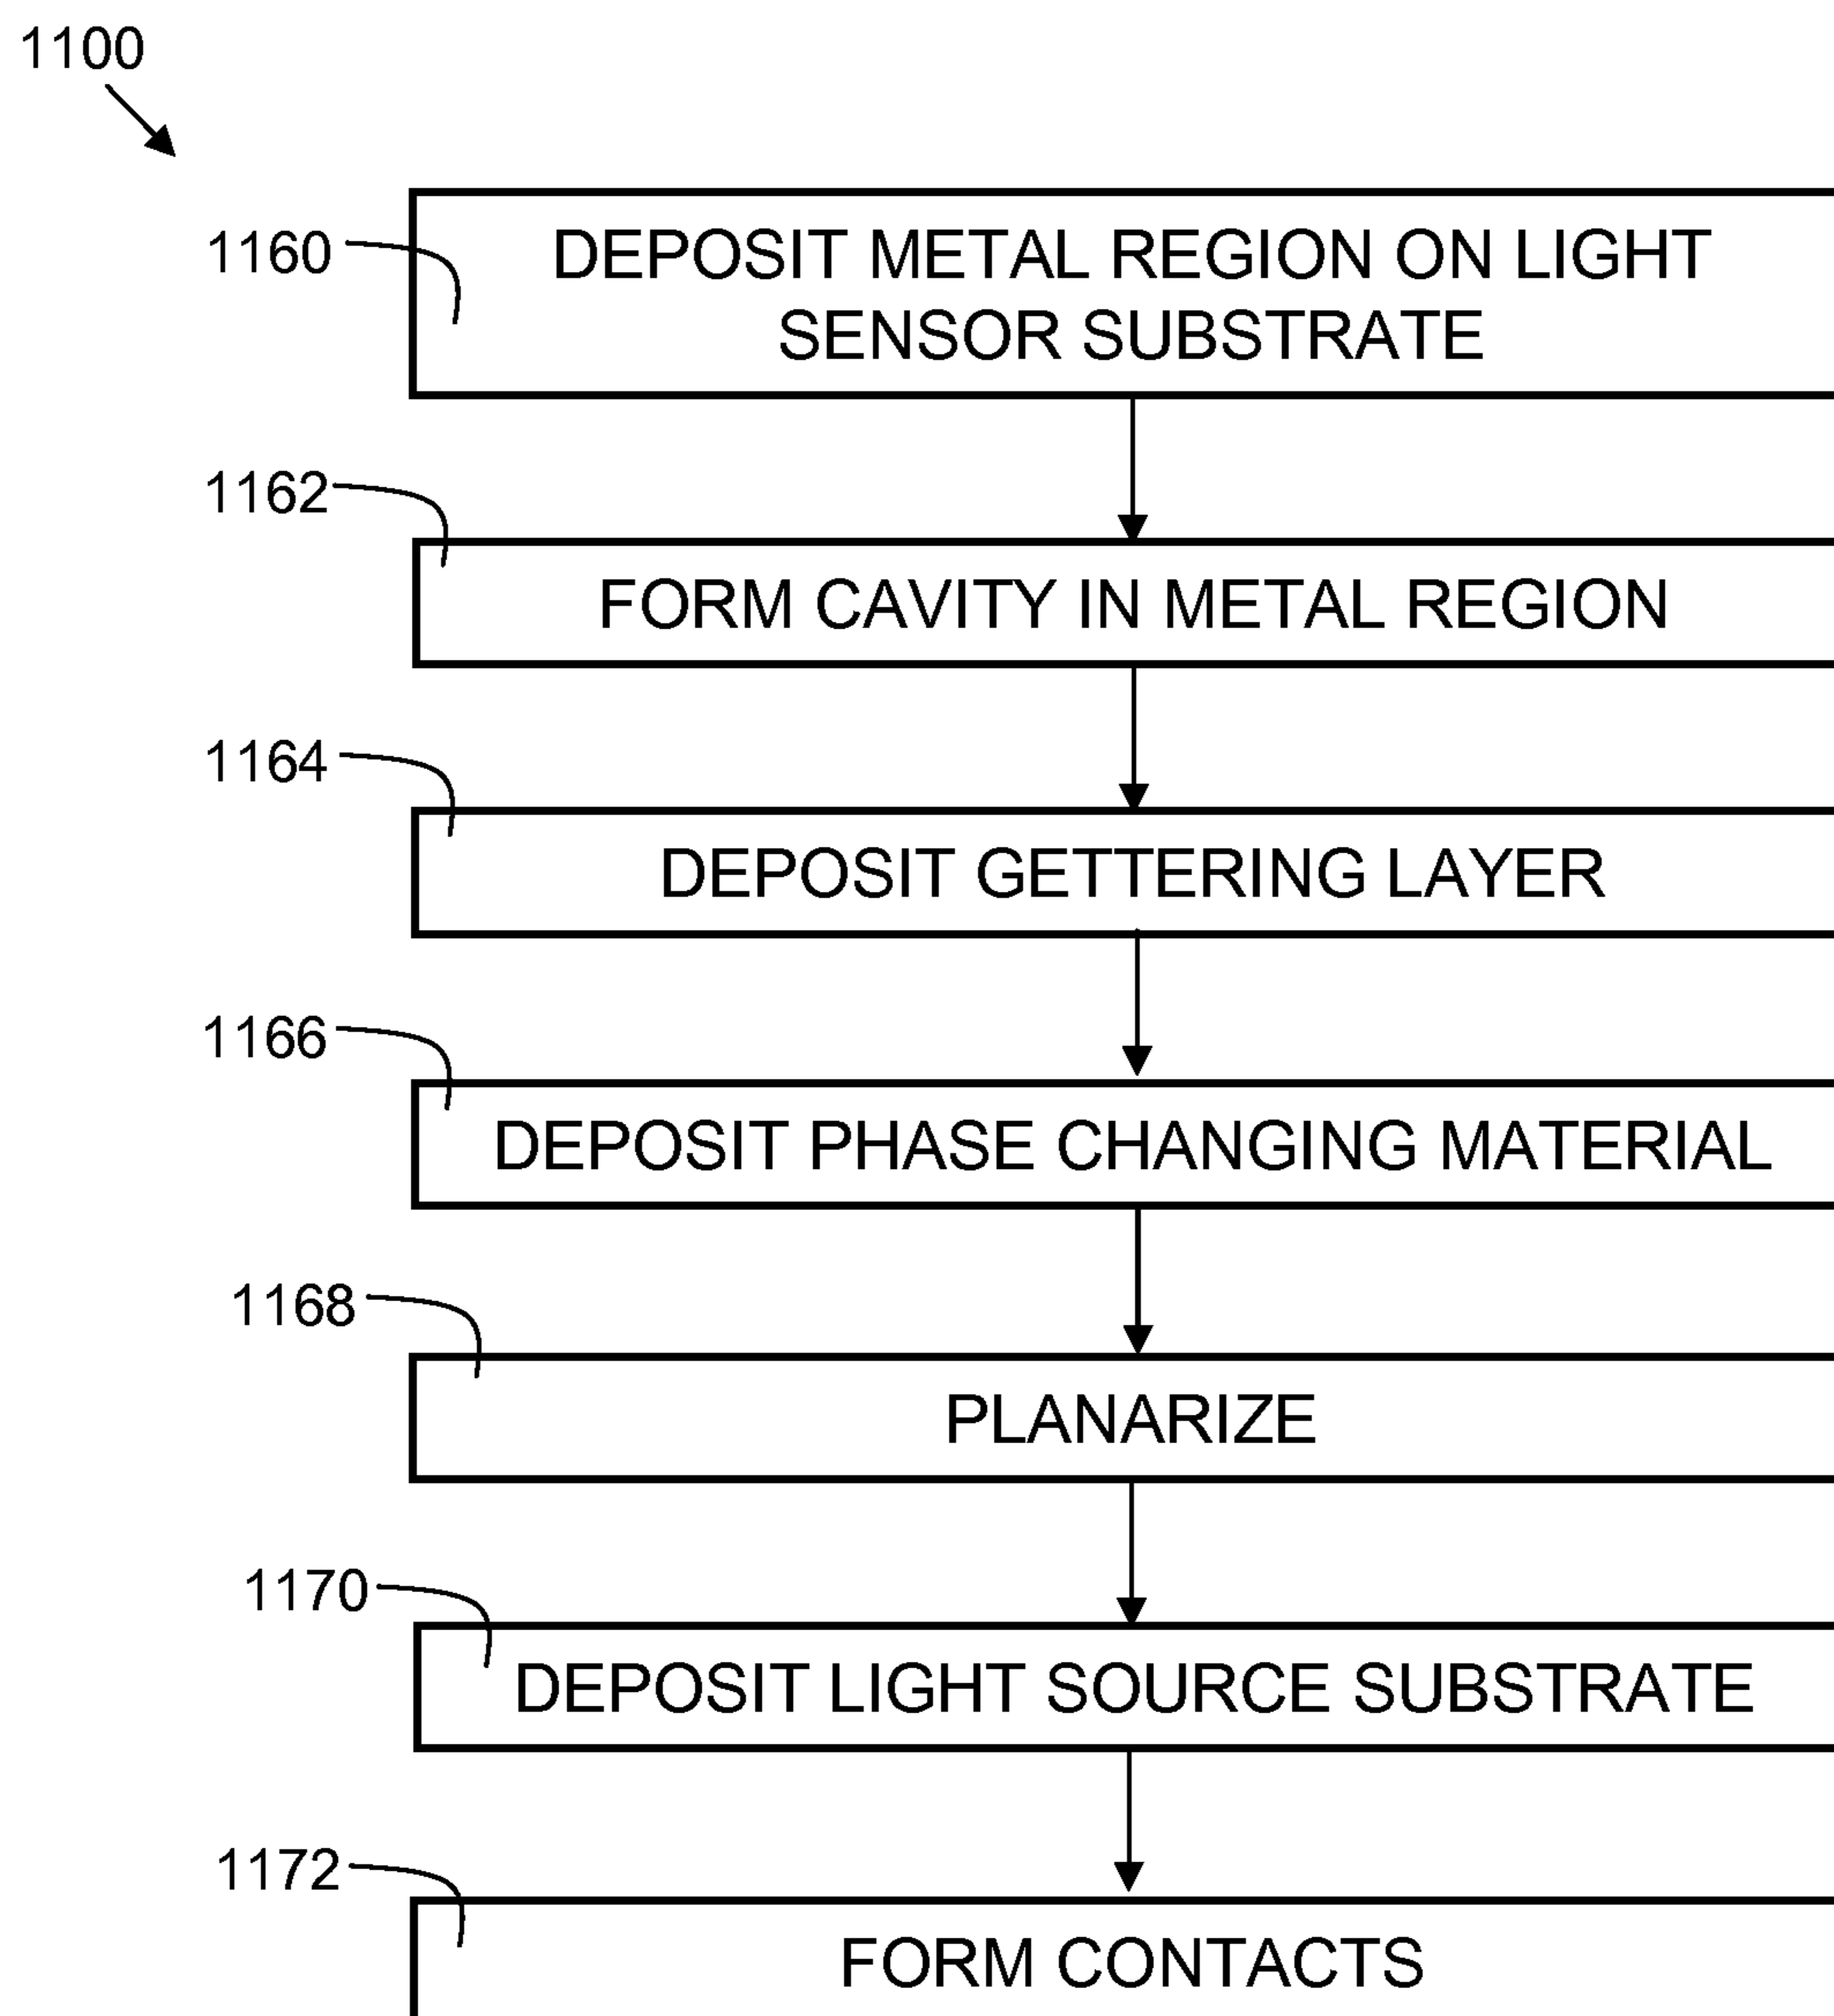 1100
1160
DEPOSIT METAL REGION ON LIGHT
SENSOR SUBSTRATE
1162
FORM CAVITY IN METAL REGION
1164
DEPOSIT GETTERING LAYER
1166
DEPOSIT PHASE CHANGING MATERIAL
1168
PLANARIZE
1170
DEPOSIT LIGHT SOURCE SUBSTRATE
1172
FORM CONTACTS